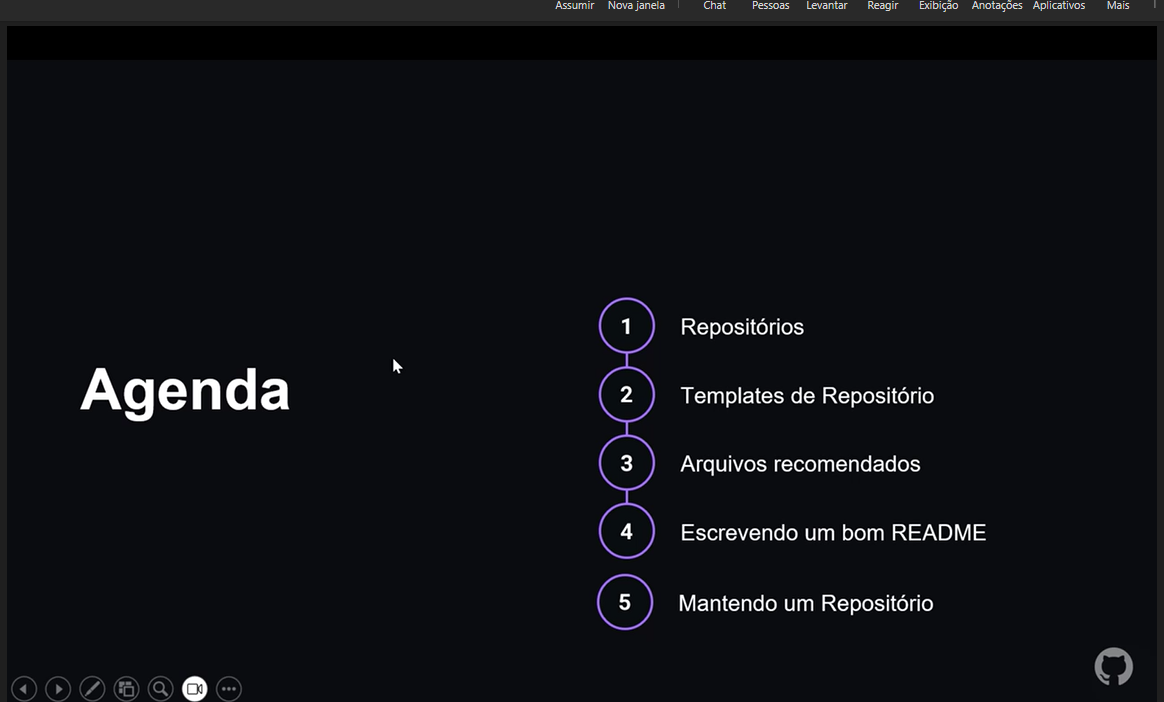 Assumir Nova janela Chat Pessoas Levantar Reagir Exibição Anotações Aplicativos Mais
Agenda
1 Repositórios
2 Templates de Repositório
3 Arquivos recomendados
4 Escrevendo um bom README
5 Mantendo um Repositório